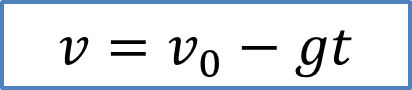 v = v₀ − gt